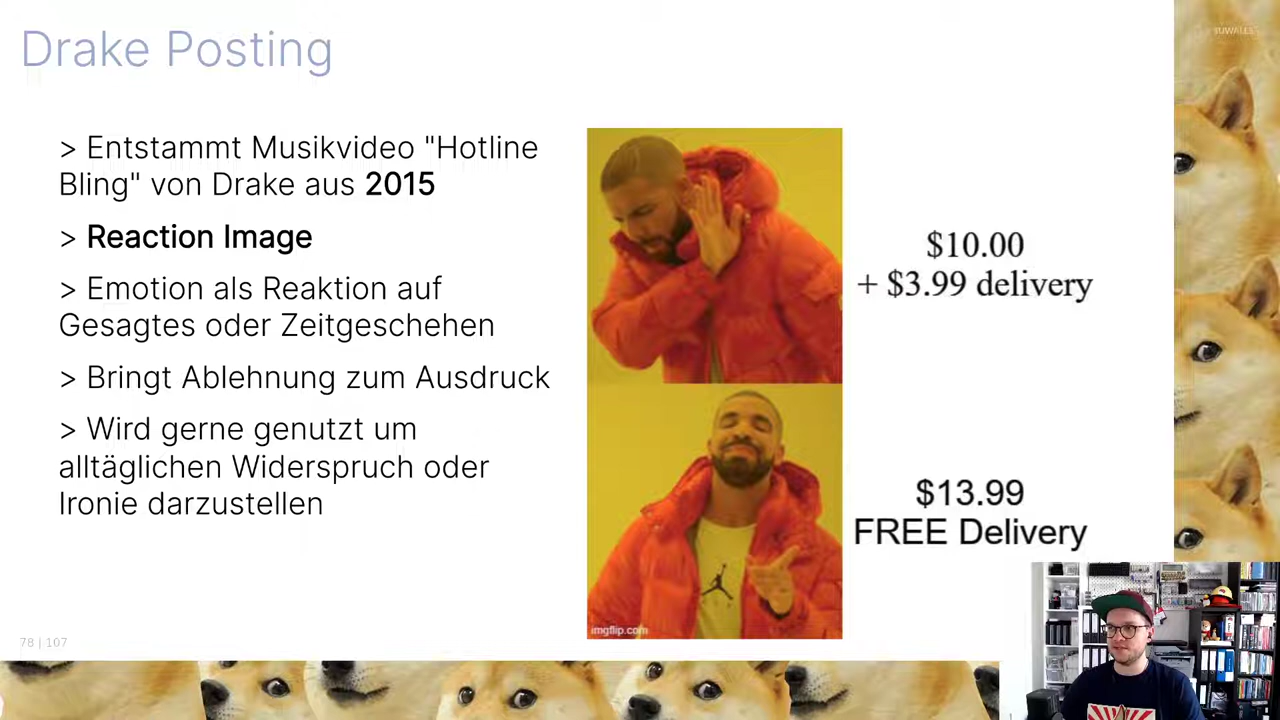 Drake Posting
> Entstammt Musikvideo "Hotline
Bling" von Drake aus 2015
> Reaction Image
> Emotion als Reaktion auf
Gesagtes oder Zeitgeschehen
> Bringt Ablehnung zum Ausdruck
> Wird gerne genutzt um
alltäglichen Widerspruch oder
Ironie darzustellen
$10.00
+ $3.99 delivery
$13.99
FREE Delivery
imgflip.com
78 | 107